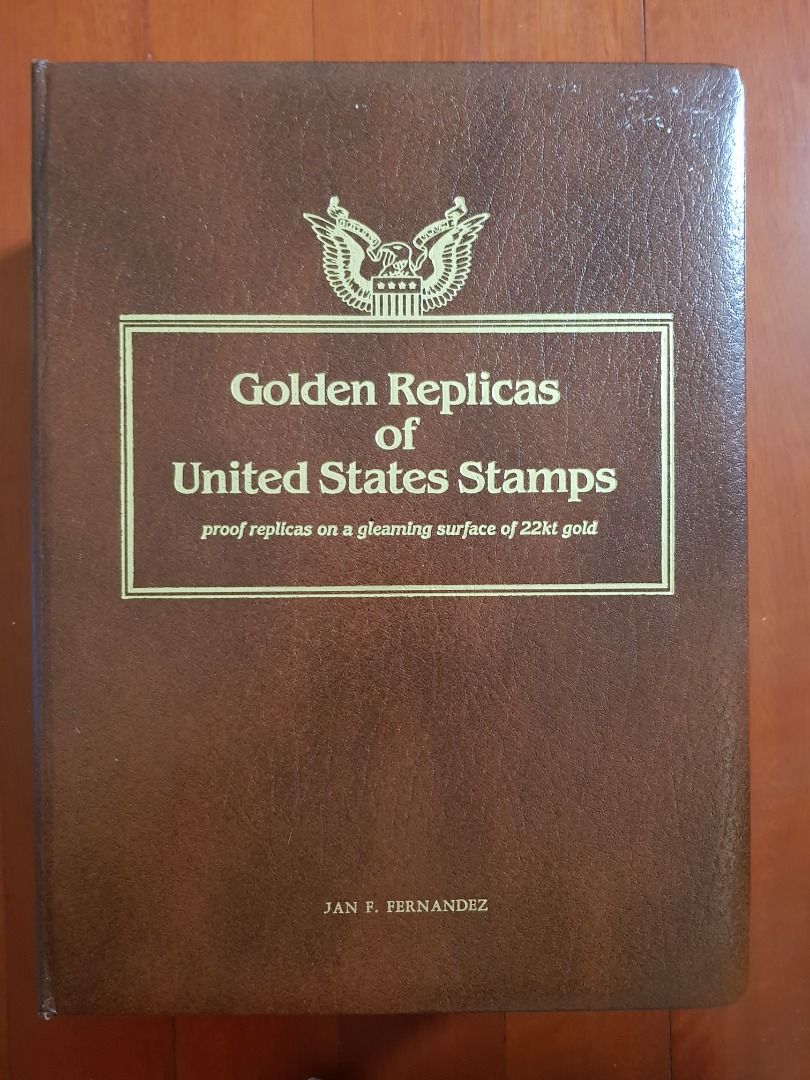 Golden Replicas
of
United States Stamps
proof replicas on a gleaming surface of 22kt gold
JAN F. FERNANDEZ